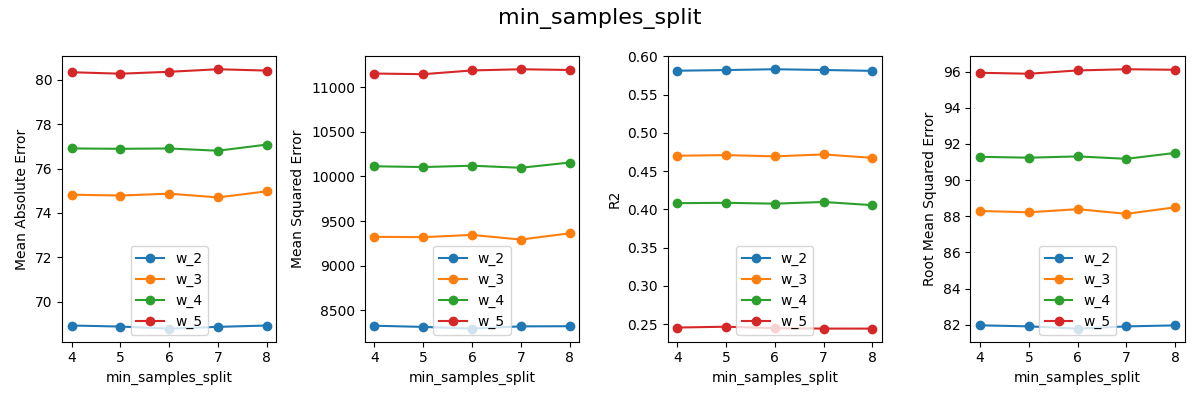 min_samples_split
Mean Absolute Error
80
78
76
74
72
70
4 5 6 7 8
min_samples_split
w_2
w_3
w_4
w_5
Mean Squared Error
11000
10500
10000
9500
9000
8500
4 5 6 7 8
min_samples_split
w_2
w_3
w_4
w_5
R2
0.60
0.55
0.50
0.45
0.40
0.35
0.30
0.25
4 5 6 7 8
min_samples_split
w_2
w_3
w_4
w_5
Root Mean Squared Error
96
94
92
90
88
86
84
82
4 5 6 7 8
min_samples_split
w_2
w_3
w_4
w_5